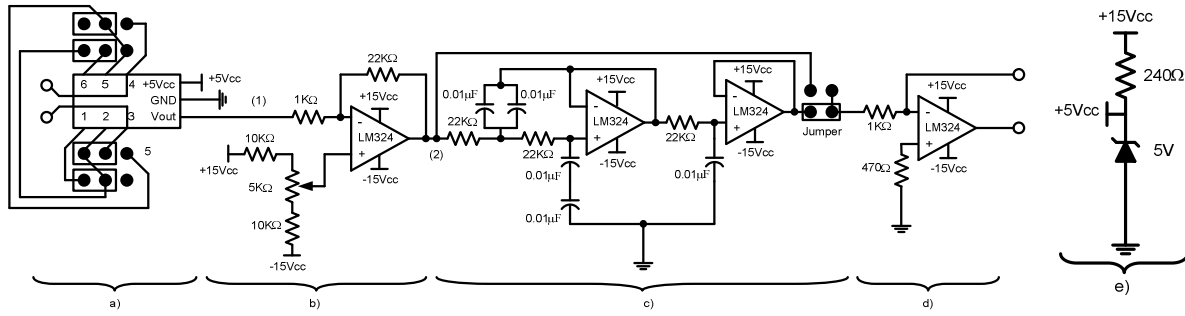 6 5 4
+5Vcc
+5Vcc
GND
1 2 3
Vout
5
(1)
1KΩ
22KΩ
+15Vcc
-
LM324
+
-15Vcc
10KΩ
+15Vcc
5KΩ
10KΩ
-15Vcc
(2)
22KΩ
0.01µF
0.01µF
22KΩ
+15Vcc
-
LM324
+
-15Vcc
0.01µF
0.01µF
22KΩ
+15Vcc
-
LM324
+
-15Vcc
0.01µF
Jumper
1KΩ
+15Vcc
-
LM324
+
-15Vcc
470Ω
+15Vcc
240Ω
+5Vcc
5V
a)
b)
c)
d)
e)